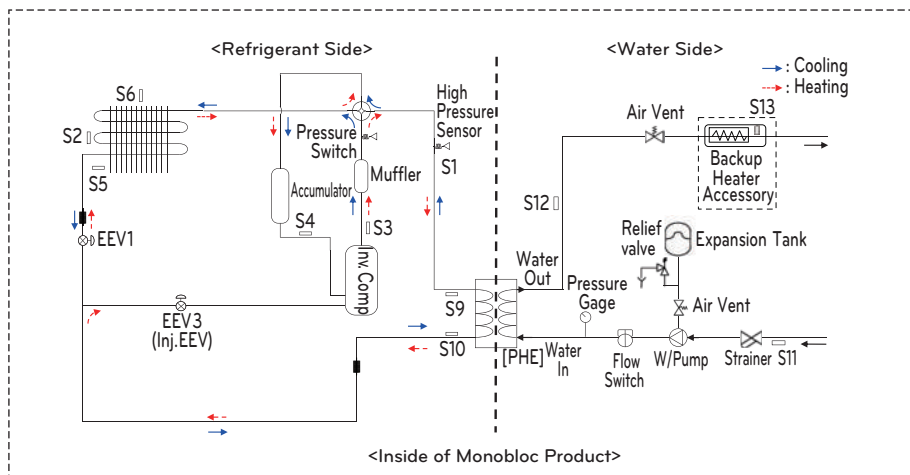 <Refrigerant Side>
<Water Side>
: Cooling
: Heating
S6
S2
S5
EEV1
EEV3
(Inj.EEV)
Pressure
Switch
Muffler
Accumulator
S4
S3
Inv. Comp
High
Pressure
Sensor
S1
S9
S10
[PHE]
Water
Out
Water
In
S12
Air Vent
S13
Backup
Heater
Accessory
Relief
valve
Expansion Tank
Pressure
Gage
Air Vent
Flow
Switch
W/Pump
Strainer
S11
<Inside of Monobloc Product>